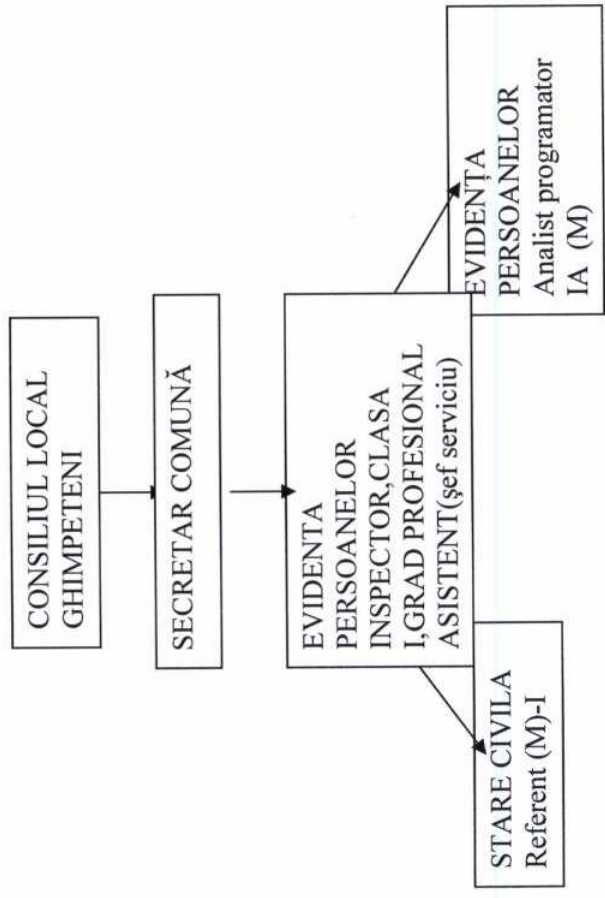 CONSILIUL LOCAL
GHIMPETENI
SECRETAR COMUNĂ
EVIDENTA
PERSOANELOR
INSPECTOR,CLASA
I,GRAD PROFESIONAL
ASISTENT(şef serviciu)
STARE CIVILA
Referent (M)-I
EVIDENȚA
PERSOANELOR
Analist programator
IA (M)